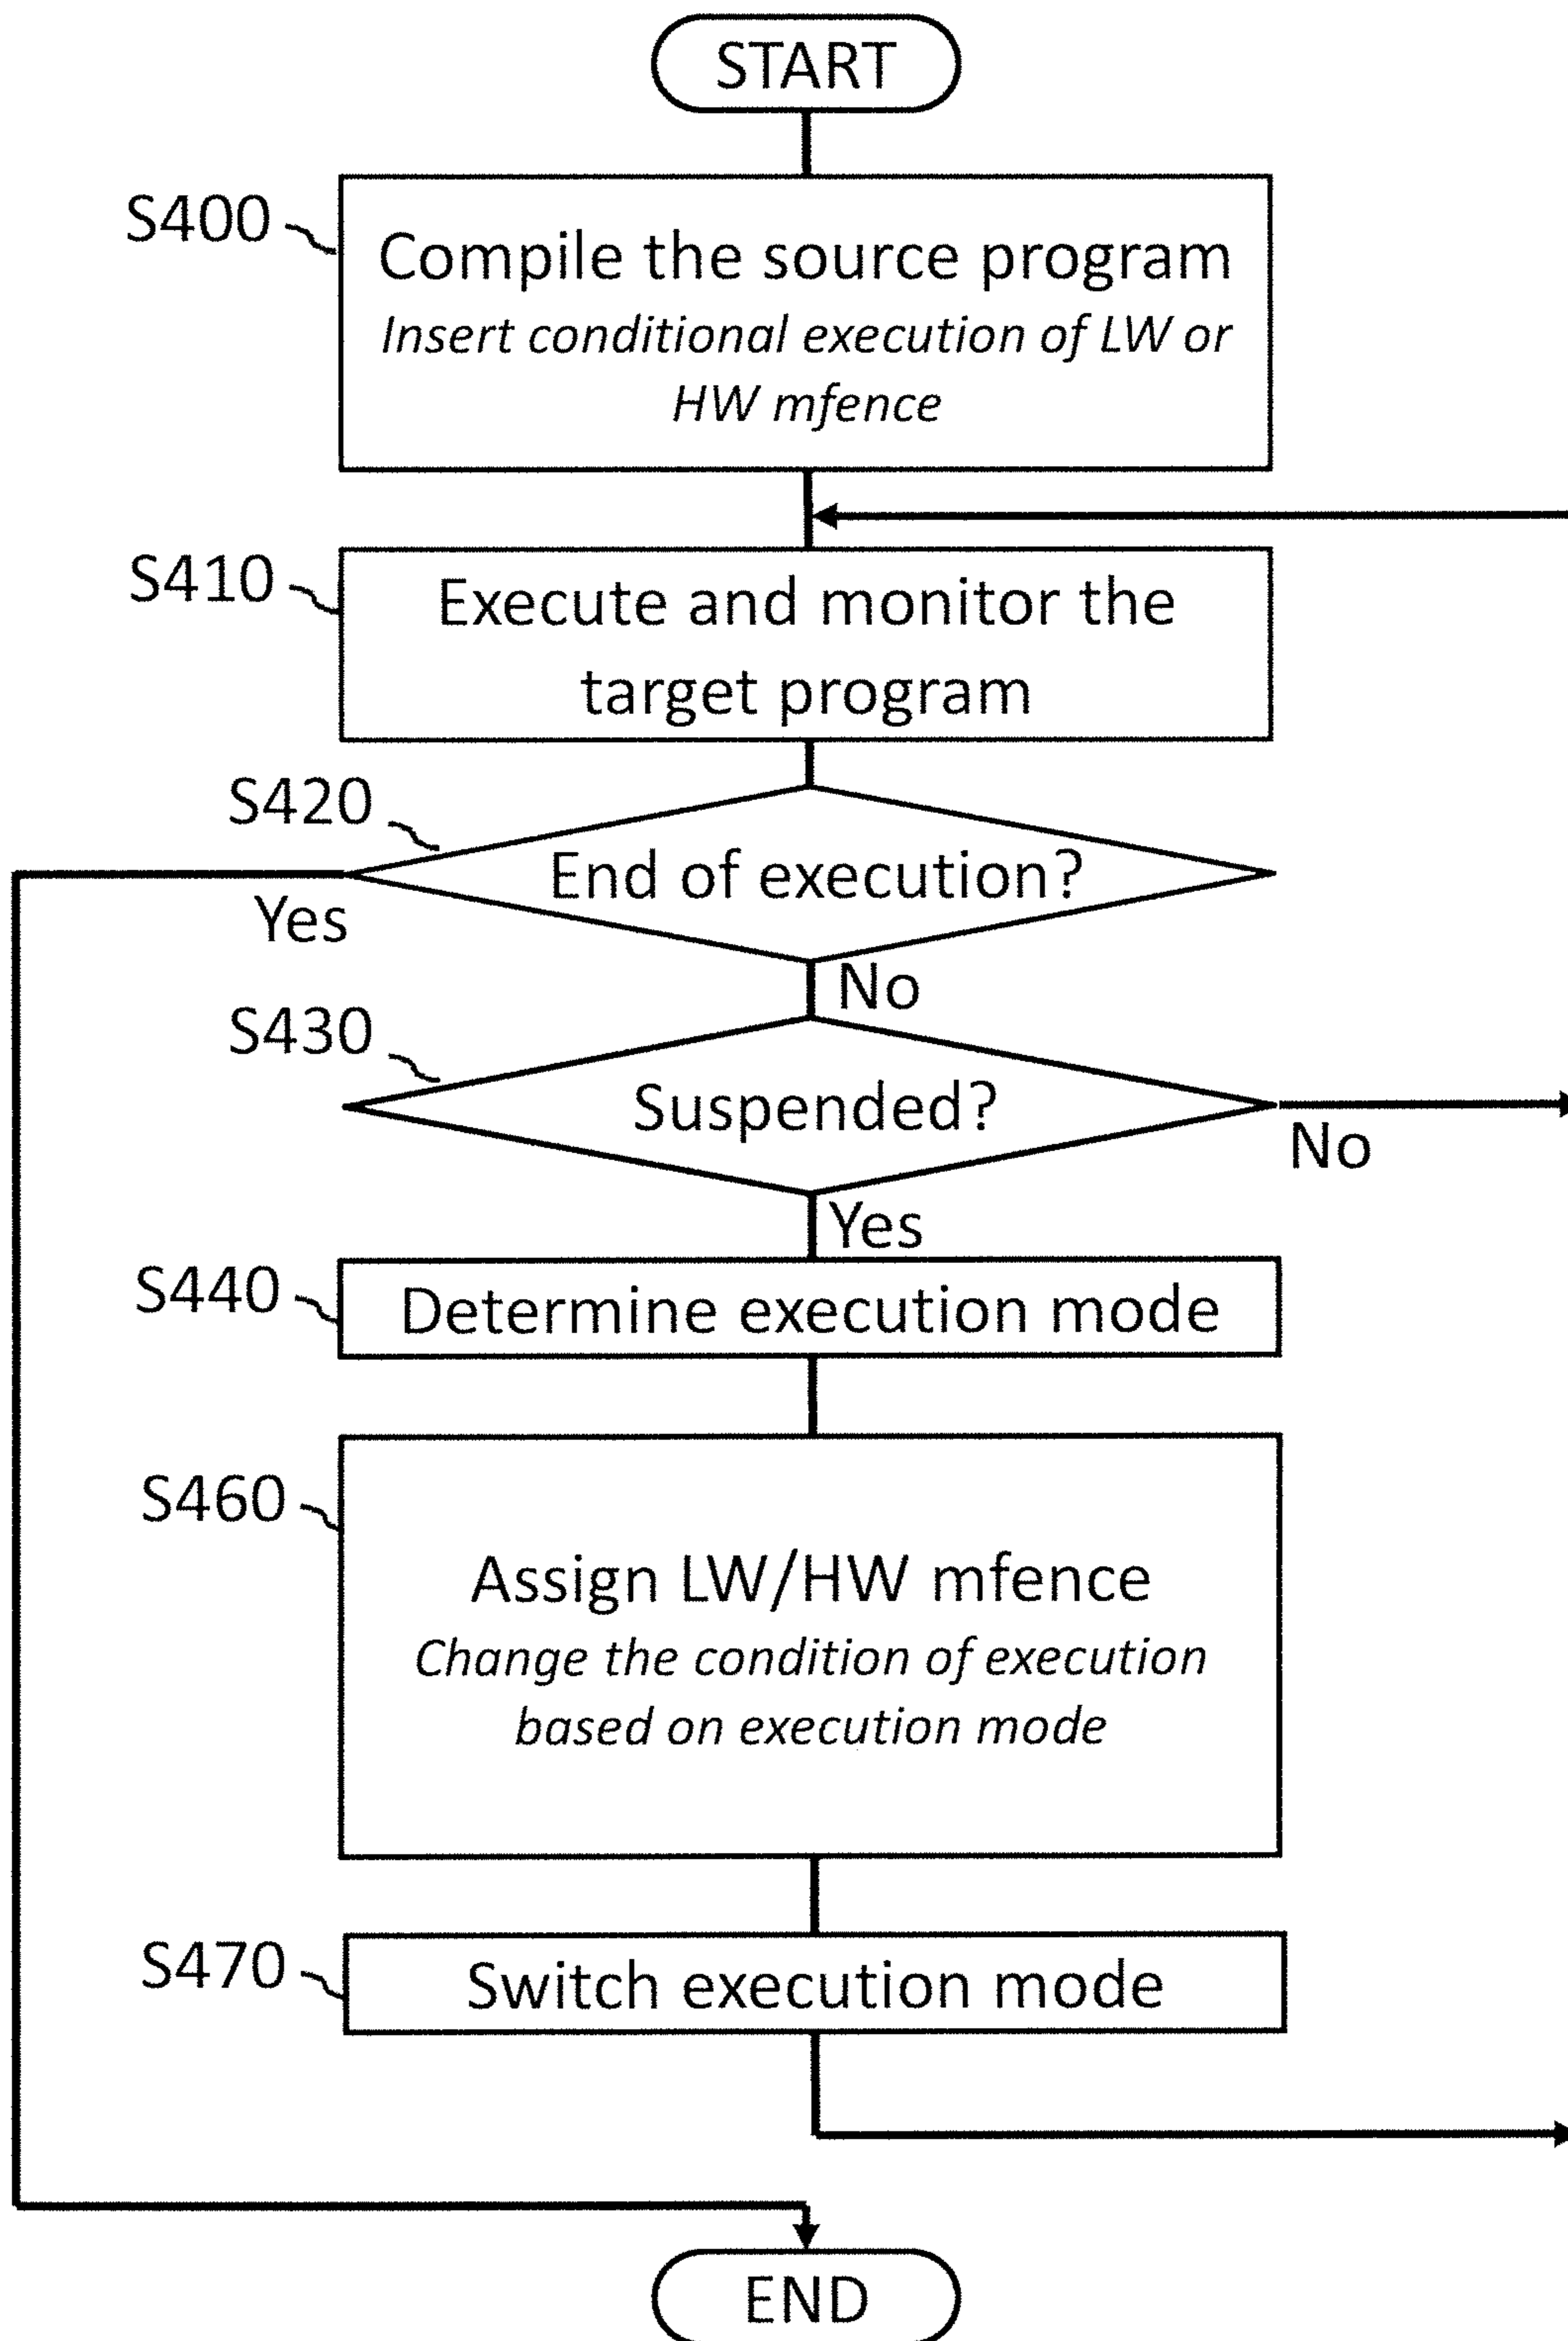 START
S400
Compile the source program
Insert conditional execution of LW or
HW mfence
S410
Execute and monitor the
target program
S420
End of execution?
Yes
No
S430
Suspended?
No
Yes
S440
Determine execution mode
S460
Assign LW/HW mfence
Change the condition of execution
based on execution mode
S470
Switch execution mode
END